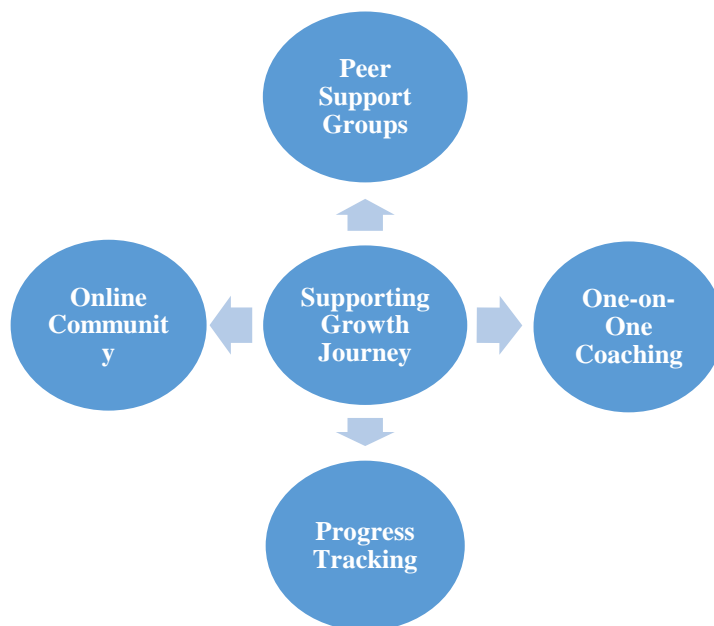 Peer
Support
Groups
Online
Communit
y
Supporting
Growth
Journey
One-on-
One
Coaching
Progress
Tracking